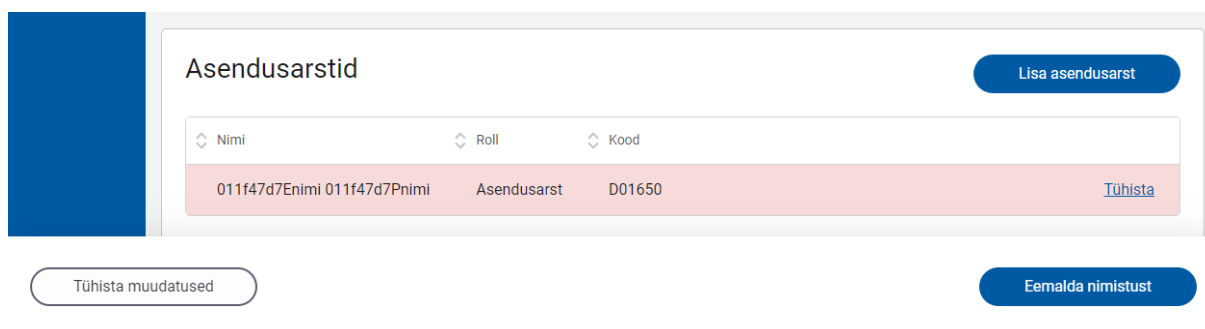 Asendusarstid
Lisa asendusarst
Nimi Roll Kood
011f47d7Enimi 011f47d7Pnimi Asendusarst D01650 Tühista
Tühista muudatused
Eemalda nimistust